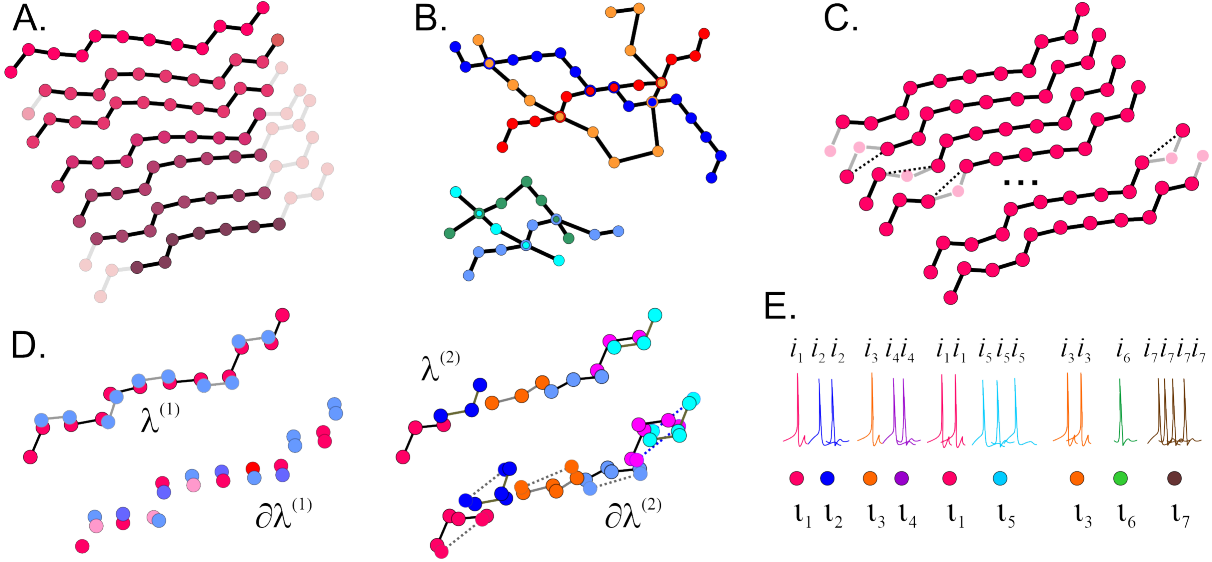 A.
B.
C.
...
D.
λ(1)
∂λ(1)
λ(2)
∂λ(2)
E.
i1 i2 i2 i3 i4 i4 i1 i1 i5 i5 i5 i3 i3 i6 i7 i7 i7 i7
ι1 ι2 ι3 ι4 ι1 ι5 ι3 ι6 ι7